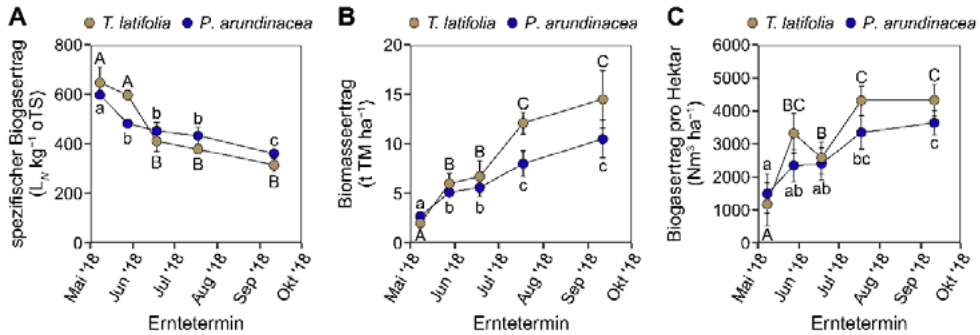 A T. latifolia P. arundinacea
spezifischer Biogasertrag
(L_N kg⁻¹ oTS)
800
600
400
200
0
A
A
a
b
b
b
c
B
B
B
Mai '18
Jun '18
Jul '18
Aug '18
Sep '18
Okt '18
Erntetermin
B T. latifolia P. arundinacea
Biomasseertrag
(t TM ha⁻¹)
20
15
10
5
0
a
A
B
b
B
b
C
c
C
c
Mai '18
Jun '18
Jul '18
Aug '18
Sep '18
Okt '18
Erntetermin
C T. latifolia P. arundinacea
Biogasertrag pro Hektar
(Nm³ ha⁻¹)
6000
5000
4000
3000
2000
1000
0
a
A
BC
ab
B
ab
C
bc
C
c
Mai '18
Jun '18
Jul '18
Aug '18
Sep '18
Okt '18
Erntetermin